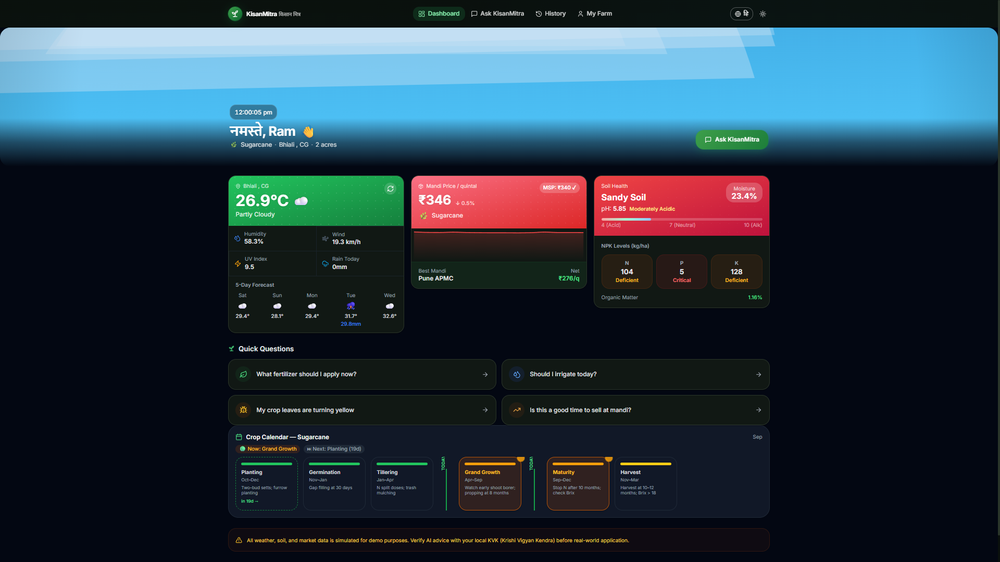 KisanMitra किसान मित्र
Dashboard
Ask KisanMitra
History
My Farm
हि
12:00:05 pm
नमस्ते, Ram 👋
Sugarcane · Bhiali , CG · 2 acres
Ask KisanMitra
Bhiali , CG
26.9°C
Partly Cloudy
Humidity
58.3%
Wind
19.3 km/h
UV Index
9.5
Rain Today
0mm
5-Day Forecast
Sat Sun Mon Tue Wed
29.4° 28.1° 29.4° 31.7° 32.6°
29.8mm
Mandi Price / quintal
MSP: ₹340 ✓
₹346 ↓ 0.5%
Sugarcane
Best Mandi Net
Pune APMC ₹276/q
Soil Health
Sandy Soil
Moisture
23.4%
pH: 5.85 Moderately Acidic
4 (Acid) 7 (Neutral) 10 (Alk)
NPK Levels (kg/ha)
N P K
104 5 128
Deficient Critical Deficient
Organic Matter 1.16%
Quick Questions
What fertilizer should I apply now?
Should I irrigate today?
My crop leaves are turning yellow
Is this a good time to sell at mandi?
Crop Calendar — Sugarcane
Sep
Now: Grand Growth
⏭ Next: Planting (19d)
Planting
Oct–Dec
Two-bud setts; furrow
planting
in 19d →
Germination
Nov–Jan
Gap filling at 30 days
Tillering
Jan–Apr
N split doses; trash
mulching
TODAY
Grand Growth
Apr–Sep
Watch early shoot borer;
propping at 8 months
TODAY
Maturity
Sep–Dec
Stop N after 10 months;
check Brix
Harvest
Nov–Mar
Harvest at 10–12
months; Brix > 18
All weather, soil, and market data is simulated for demo purposes. Verify AI advice with your local KVK (Krishi Vigyan Kendra) before real-world application.